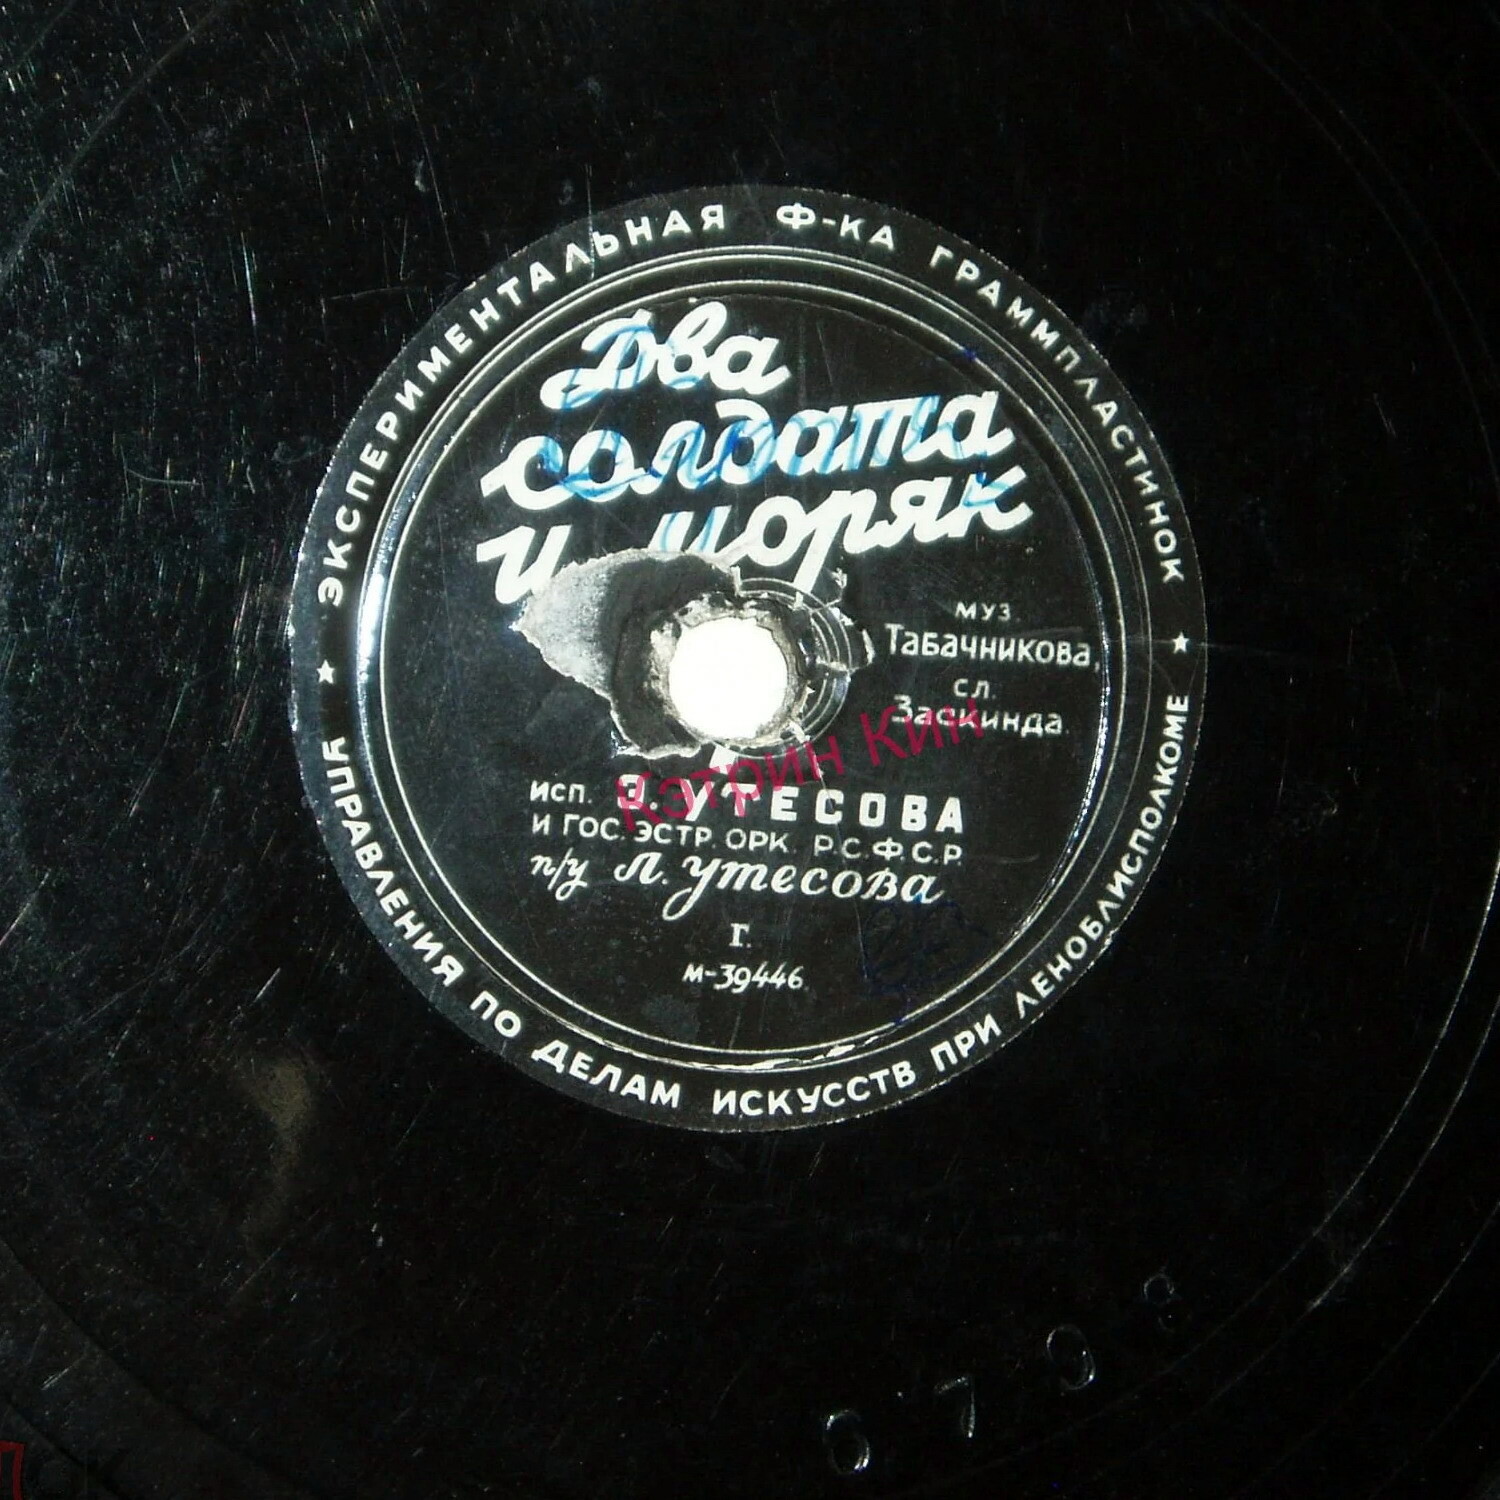 ★ ЭКСПЕРИМЕНТАЛЬНАЯ Ф-КА ГРАММПЛАСТИНОК ★
УПРАВЛЕНИЯ ПО ДЕЛАМ ИСКУССТВ ПРИ ЛЕНОБЛИСПОЛКОМЕ
Два
солдата
и моряк
муз.
Табачникова,
сл.
Заскинда.
Кэтрин Кин
исп. Э. УТЕСОВА
И ГОС. ЭСТР. ОРК. Р.С.Ф.С.Р.
п/у Л. Утесова
Г.
м-39446.